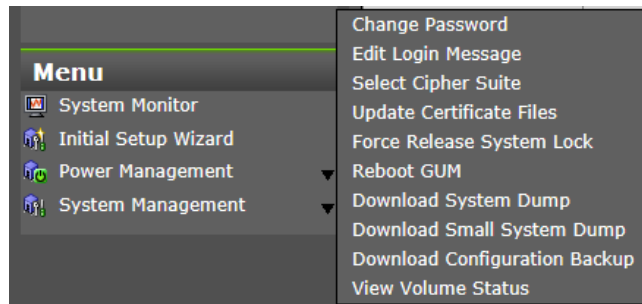 Menu
System Monitor
Initial Setup Wizard
Power Management
System Management
Change Password
Edit Login Message
Select Cipher Suite
Update Certificate Files
Force Release System Lock
Reboot GUM
Download System Dump
Download Small System Dump
Download Configuration Backup
View Volume Status